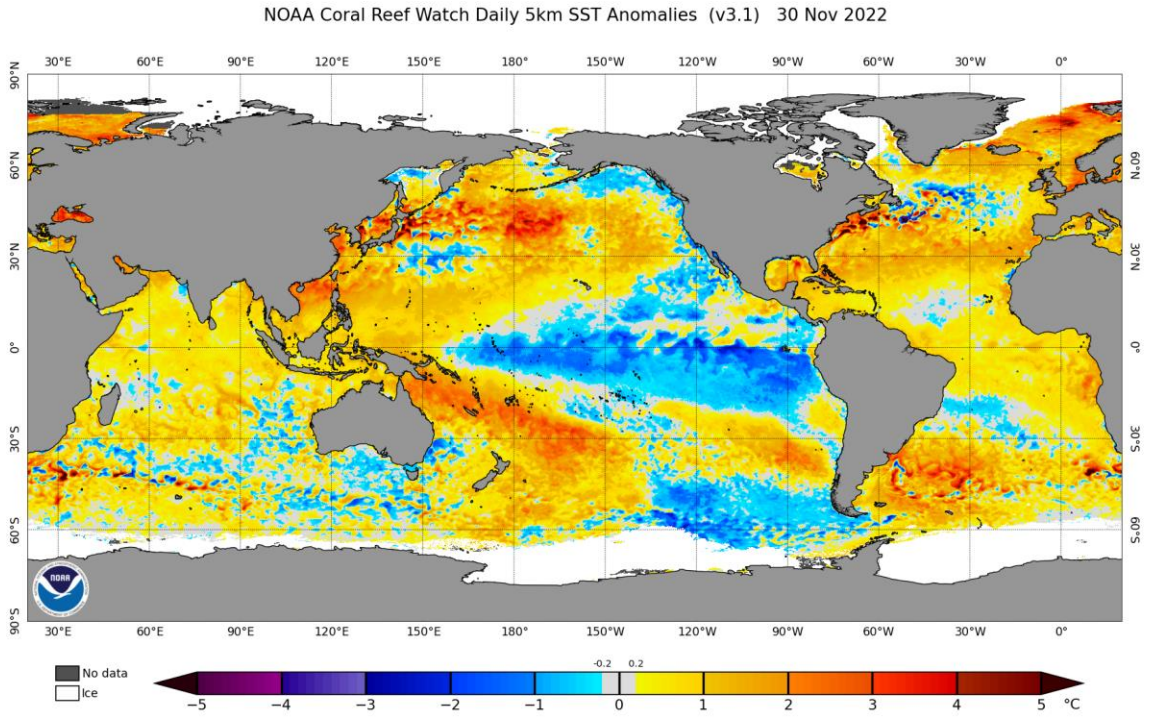 NOAA Coral Reef Watch Daily 5km SST Anomalies (v3.1) 30 Nov 2022
30°E 60°E 90°E 120°E 150°E 180° 150°W 120°W 90°W 60°W 30°W 0°
90°N
60°N 60°N
30°N 30°N
0° 0°
30°S 30°S
60°S 60°S
90°S
NOAA
30°E 60°E 90°E 120°E 150°E 180° 150°W 120°W 90°W 60°W 30°W 0°
No data
Ice
-0.2 0.2
−5 −4 −3 −2 −1 0 1 2 3 4 5 °C